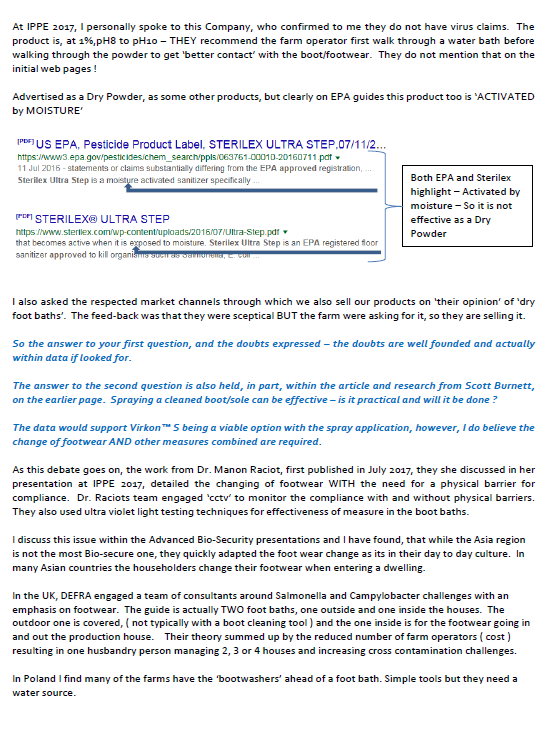 At IPPE 2017, I personally spoke to this Company, who confirmed to me they do not have virus claims. The
product is, at 1%,pH8 to pH10 – THEY recommend the farm operator first walk through a water bath before
walking through the powder to get ‘better contact’ with the boot/footwear. They do not mention that on the
initial web pages !
Advertised as a Dry Powder, as some other products, but clearly on EPA guides this product too is ‘ACTIVATED
by MOISTURE’
[PDF] US EPA, Pesticide Product Label, STERILEX ULTRA STEP,07/11/2...
https://www3.epa.gov/pesticides/chem_search/ppls/063761-00010-20160711.pdf
11 Jul 2016 - statements or claims substantially differing from the EPA approved registration, ...
Sterilex Ultra Step is a moisture activated sanitizer specifically ...
[PDF] STERILEX® ULTRA STEP
https://www.sterilex.com/wp-content/uploads/2016/07/Ultra-Step.pdf
that becomes active when it is exposed to moisture. Sterilex Ultra Step is an EPA registered floor
sanitizer approved to kill organisms such as Salmonella, E. coli ...
Both EPA and Sterilex
highlight – Activated by
moisture – So it is not
effective as a Dry
Powder
I also asked the respected market channels through which we also sell our products on ‘their opinion’ of ‘dry
foot baths’. The feed-back was that they were sceptical BUT the farm were asking for it, so they are selling it.
So the answer to your first question, and the doubts expressed – the doubts are well founded and actually
within data if looked for.
The answer to the second question is also held, in part, within the article and research from Scott Burnett,
on the earlier page. Spraying a cleaned boot/sole can be effective – is it practical and will it be done ?
The data would support Virkon™ S being a viable option with the spray application, however, I do believe the
change of footwear AND other measures combined are required.
As this debate goes on, the work from Dr. Manon Raciot, first published in July 2017, they she discussed in her
presentation at IPPE 2017, detailed the changing of footwear WITH the need for a physical barrier for
compliance. Dr. Raciots team engaged ‘cctv’ to monitor the compliance with and without physical barriers.
They also used ultra violet light testing techniques for effectiveness of measure in the boot baths.
I discuss this issue within the Advanced Bio-Security presentations and I have found, that while the Asia region
is not the most Bio-secure one, they quickly adapted the foot wear change as its in their day to day culture. In
many Asian countries the householders change their footwear when entering a dwelling.
In the UK, DEFRA engaged a team of consultants around Salmonella and Campylobacter challenges with an
emphasis on footwear. The guide is actually TWO foot baths, one outside and one inside the houses. The
outdoor one is covered, ( not typically with a boot cleaning tool ) and the one inside is for the footwear going in
and out the production house. Their theory summed up by the reduced number of farm operators ( cost )
resulting in one husbandry person managing 2, 3 or 4 houses and increasing cross contamination challenges.
In Poland I find many of the farms have the ‘bootwashers’ ahead of a foot bath. Simple tools but they need a
water source.